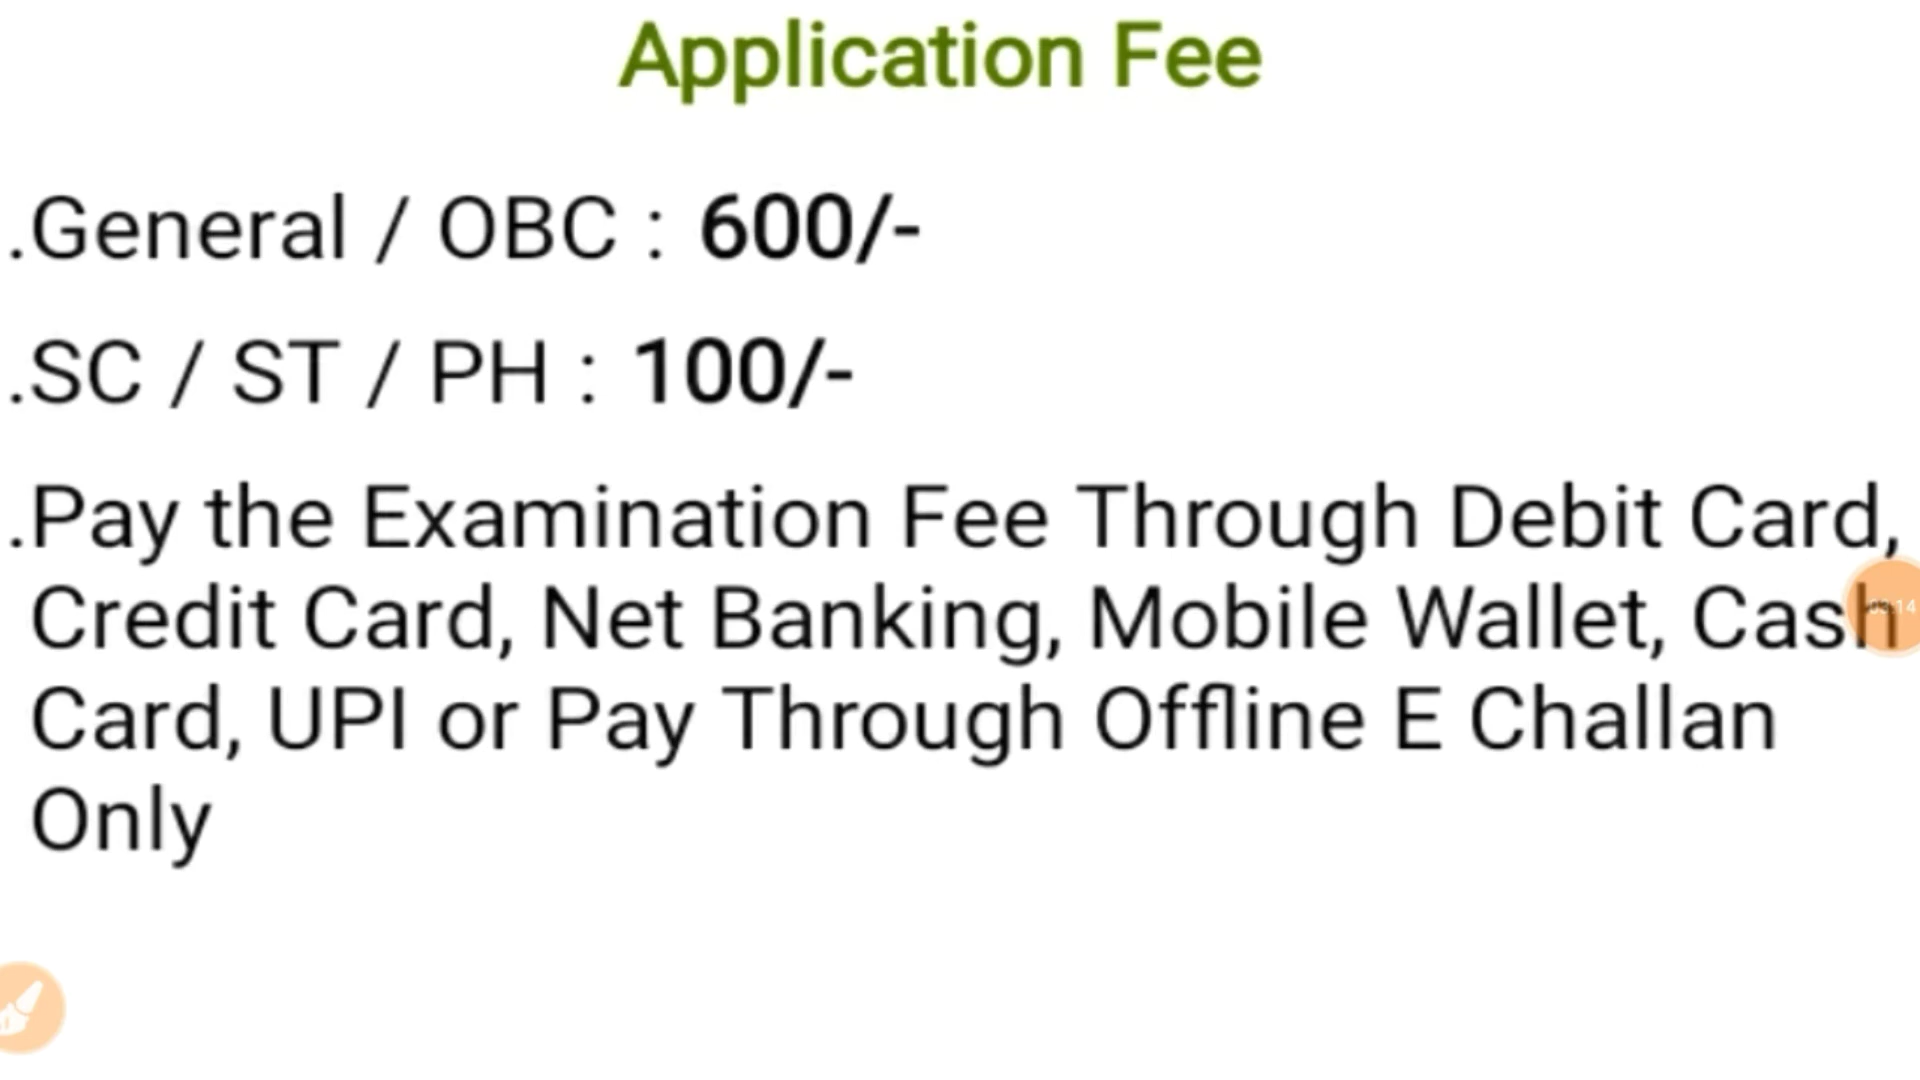 Application Fee
.General / OBC : 600/-
.SC / ST / PH : 100/-
.Pay the Examination Fee Through Debit Card,
Credit Card, Net Banking, Mobile Wallet, Cash
Card, UPI or Pay Through Offline E Challan
Only